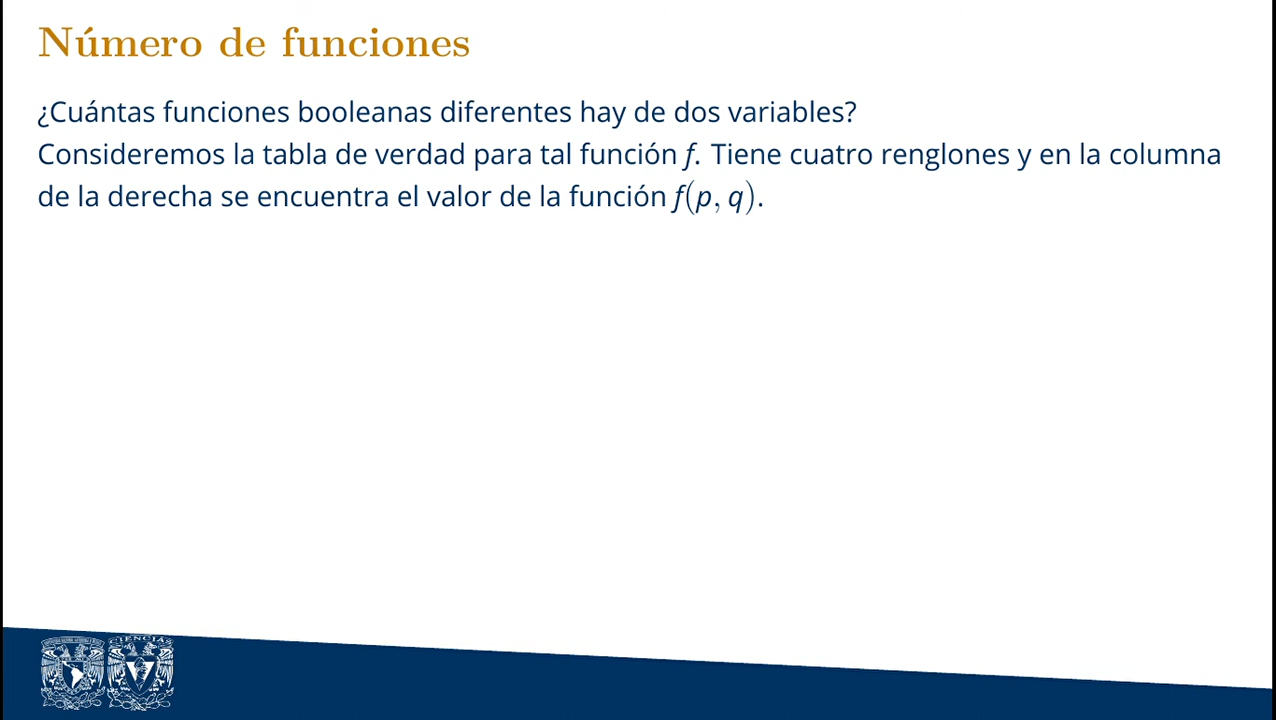 Número de funciones
¿Cuántas funciones booleanas diferentes hay de dos variables?
Consideremos la tabla de verdad para tal función f. Tiene cuatro renglones y en la columna
de la derecha se encuentra el valor de la función f(p, q).
CIENCIAS